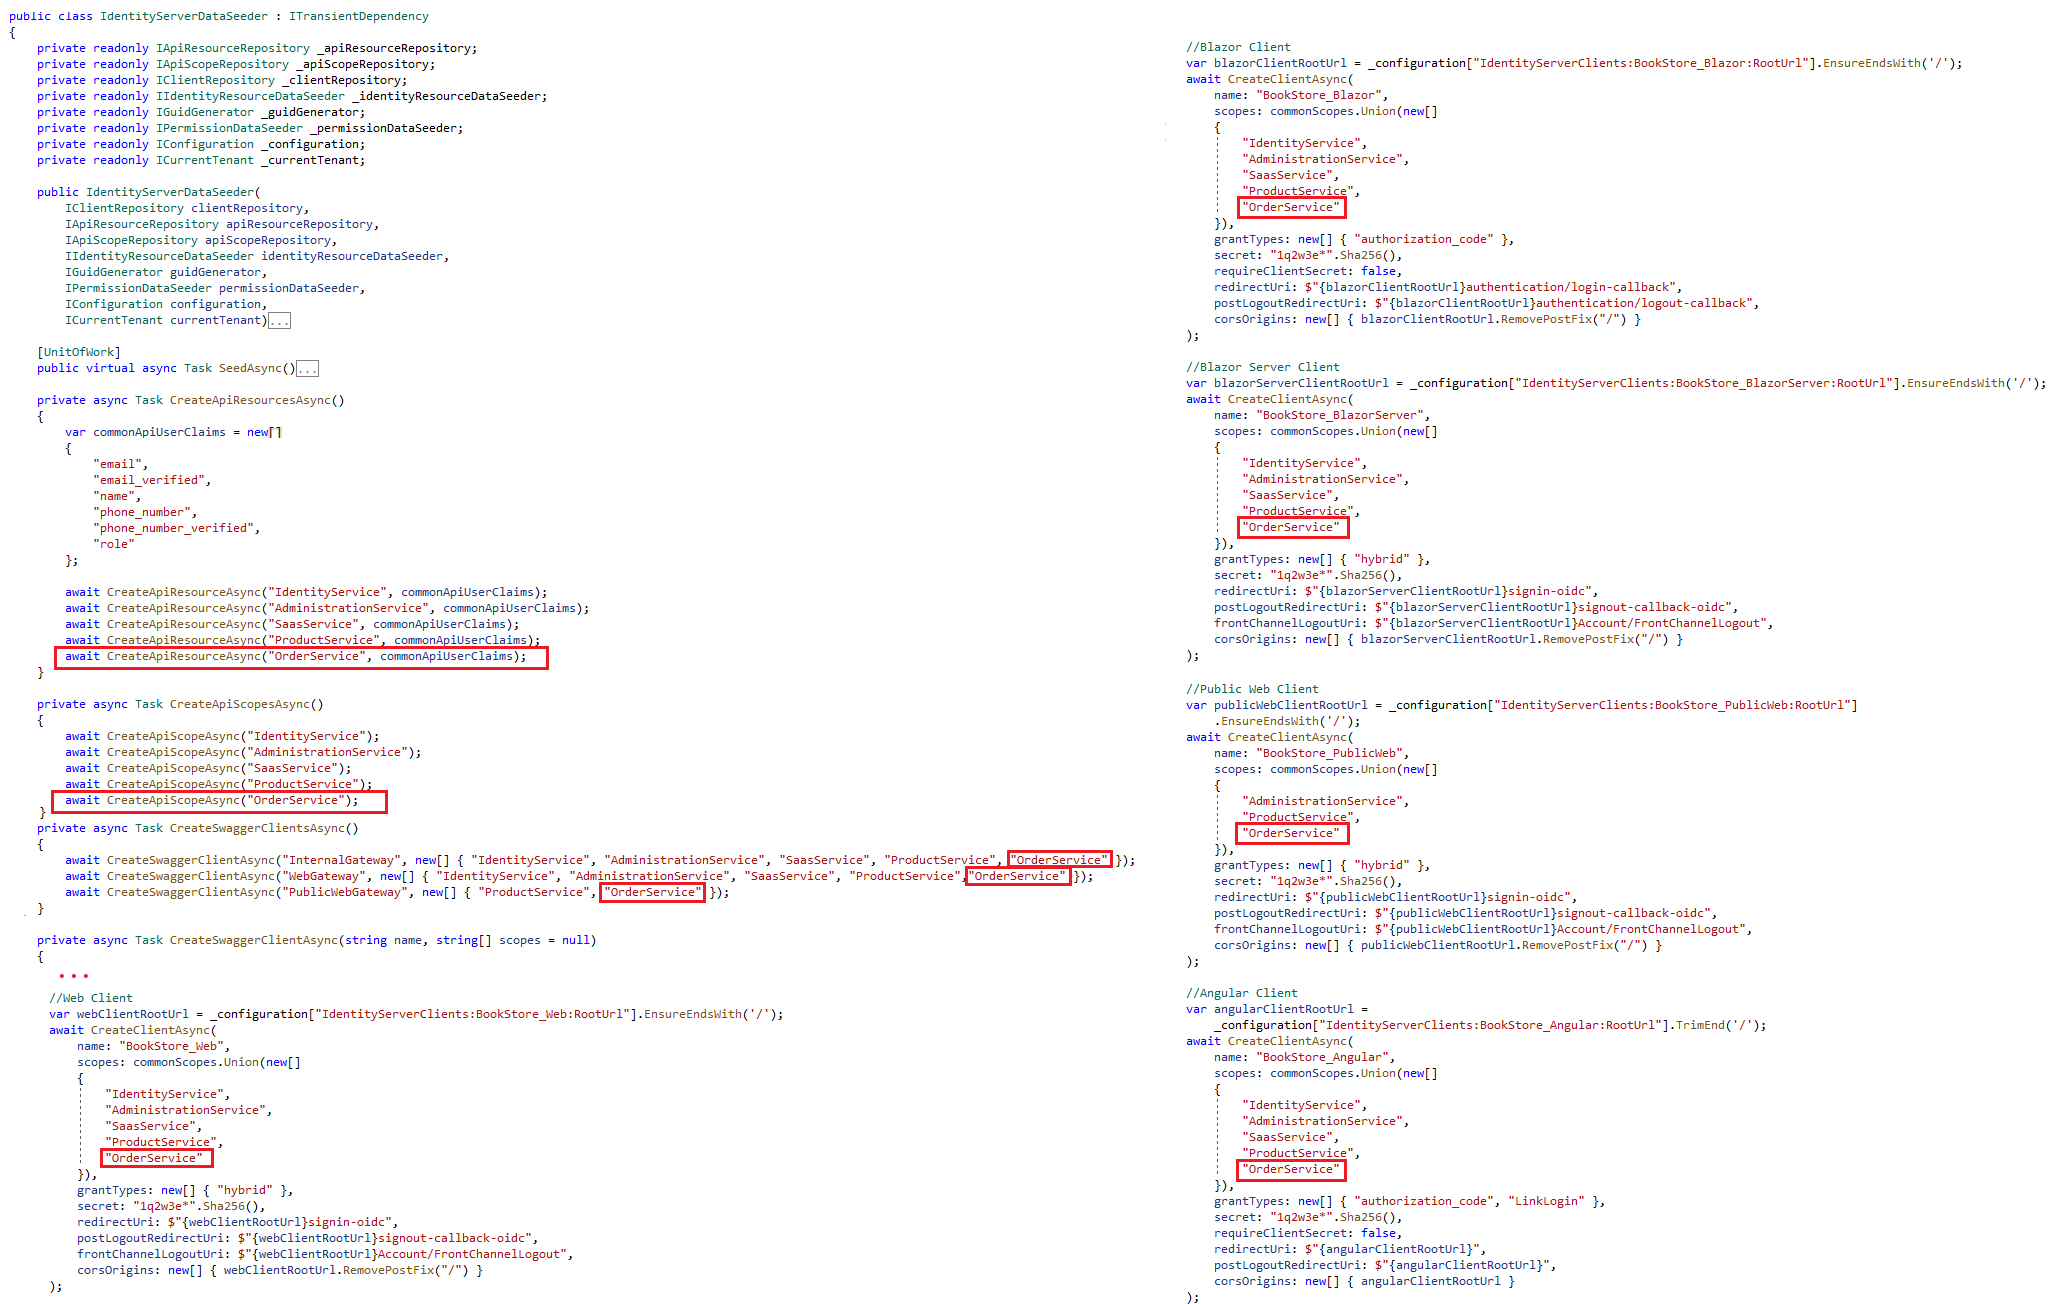 public class IdentityServerDataSeeder : ITransientDependency
{
    private readonly IApiResourceRepository _apiResourceRepository;
    private readonly IApiScopeRepository _apiScopeRepository;
    private readonly IClientRepository _clientRepository;
    private readonly IIdentityResourceDataSeeder _identityResourceDataSeeder;
    private readonly IGuidGenerator _guidGenerator;
    private readonly IPermissionDataSeeder _permissionDataSeeder;
    private readonly IConfiguration _configuration;
    private readonly ICurrentTenant _currentTenant;
    public IdentityServerDataSeeder(
        IClientRepository clientRepository,
        IApiResourceRepository apiResourceRepository,
        IApiScopeRepository apiScopeRepository,
        IIdentityResourceDataSeeder identityResourceDataSeeder,
        IGuidGenerator guidGenerator,
        IPermissionDataSeeder permissionDataSeeder,
        IConfiguration configuration,
        ICurrentTenant currentTenant)...
    [UnitOfWork]
    public virtual async Task SeedAsync()...
    private async Task CreateApiResourcesAsync()
    {
        var commonApiUserClaims = new[]
        {
            "email",
            "email_verified",
            "name",
            "phone_number",
            "phone_number_verified",
            "role"
        };
        await CreateApiResourceAsync("IdentityService", commonApiUserClaims);
        await CreateApiResourceAsync("AdministrationService", commonApiUserClaims);
        await CreateApiResourceAsync("SaasService", commonApiUserClaims);
        await CreateApiResourceAsync("ProductService", commonApiUserClaims);
        await CreateApiResourceAsync("OrderService", commonApiUserClaims);
    }
    private async Task CreateApiScopesAsync()
    {
        await CreateApiScopeAsync("IdentityService");
        await CreateApiScopeAsync("AdministrationService");
        await CreateApiScopeAsync("SaasService");
        await CreateApiScopeAsync("ProductService");
        await CreateApiScopeAsync("OrderService");
    }
    private async Task CreateSwaggerClientsAsync()
    {
        await CreateSwaggerClientAsync("InternalGateway", new[] { "IdentityService", "AdministrationService", "SaasService", "ProductService", "OrderService" });
        await CreateSwaggerClientAsync("WebGateway", new[] { "IdentityService", "AdministrationService", "SaasService", "ProductService","OrderService" });
        await CreateSwaggerClientAsync("PublicWebGateway", new[] { "ProductService", "OrderService" });
    }
    private async Task CreateSwaggerClientAsync(string name, string[] scopes = null)
    {
        ...
    //Web Client
    var webClientRootUrl = _configuration["IdentityServerClients:BookStore_Web:RootUrl"].EnsureEndsWith('/');
    await CreateClientAsync(
        name: "BookStore_Web",
        scopes: commonScopes.Union(new[]
        {
            "IdentityService",
            "AdministrationService",
            "SaasService",
            "ProductService",
            "OrderService"
        }),
        grantTypes: new[] { "hybrid" },
        secret: "1q2w3e*".Sha256(),
        redirectUri: $"{webClientRootUrl}signin-oidc",
        postLogoutRedirectUri: $"{webClientRootUrl}signout-callback-oidc",
        frontChannelLogoutUri: $"{webClientRootUrl}Account/FrontChannelLogout",
        corsOrigins: new[] { webClientRootUrl.RemovePostFix("/") }
    );
//Blazor Client
var blazorClientRootUrl = _configuration["IdentityServerClients:BookStore_Blazor:RootUrl"].EnsureEndsWith('/');
await CreateClientAsync(
    name: "BookStore_Blazor",
    scopes: commonScopes.Union(new[]
    {
        "IdentityService",
        "AdministrationService",
        "SaasService",
        "ProductService",
        "OrderService"
    }),
    grantTypes: new[] { "authorization_code" },
    secret: "1q2w3e*".Sha256(),
    requireClientSecret: false,
    redirectUri: $"{blazorClientRootUrl}authentication/login-callback",
    postLogoutRedirectUri: $"{blazorClientRootUrl}authentication/logout-callback",
    corsOrigins: new[] { blazorClientRootUrl.RemovePostFix("/") }
);
//Blazor Server Client
var blazorServerClientRootUrl = _configuration["IdentityServerClients:BookStore_BlazorServer:RootUrl"].EnsureEndsWith('/');
await CreateClientAsync(
    name: "BookStore_BlazorServer",
    scopes: commonScopes.Union(new[]
    {
        "IdentityService",
        "AdministrationService",
        "SaasService",
        "ProductService",
        "OrderService"
    }),
    grantTypes: new[] { "hybrid" },
    secret: "1q2w3e*".Sha256(),
    redirectUri: $"{blazorServerClientRootUrl}signin-oidc",
    postLogoutRedirectUri: $"{blazorServerClientRootUrl}signout-callback-oidc",
    frontChannelLogoutUri: $"{blazorServerClientRootUrl}Account/FrontChannelLogout",
    corsOrigins: new[] { blazorServerClientRootUrl.RemovePostFix("/") }
);
//Public Web Client
var publicWebClientRootUrl = _configuration["IdentityServerClients:BookStore_PublicWeb:RootUrl"]
    .EnsureEndsWith('/');
await CreateClientAsync(
    name: "BookStore_PublicWeb",
    scopes: commonScopes.Union(new[]
    {
        "AdministrationService",
        "ProductService",
        "OrderService"
    }),
    grantTypes: new[] { "hybrid" },
    secret: "1q2w3e*".Sha256(),
    redirectUri: $"{publicWebClientRootUrl}signin-oidc",
    postLogoutRedirectUri: $"{publicWebClientRootUrl}signout-callback-oidc",
    frontChannelLogoutUri: $"{publicWebClientRootUrl}Account/FrontChannelLogout",
    corsOrigins: new[] { publicWebClientRootUrl.RemovePostFix("/") }
);
//Angular Client
var angularClientRootUrl =
    _configuration["IdentityServerClients:BookStore_Angular:RootUrl"].TrimEnd('/');
await CreateClientAsync(
    name: "BookStore_Angular",
    scopes: commonScopes.Union(new[]
    {
        "IdentityService",
        "AdministrationService",
        "SaasService",
        "ProductService",
        "OrderService"
    }),
    grantTypes: new[] { "authorization_code", "LinkLogin" },
    secret: "1q2w3e*".Sha256(),
    requireClientSecret: false,
    redirectUri: $"{angularClientRootUrl}",
    postLogoutRedirectUri: $"{angularClientRootUrl}",
    corsOrigins: new[] { angularClientRootUrl }
);